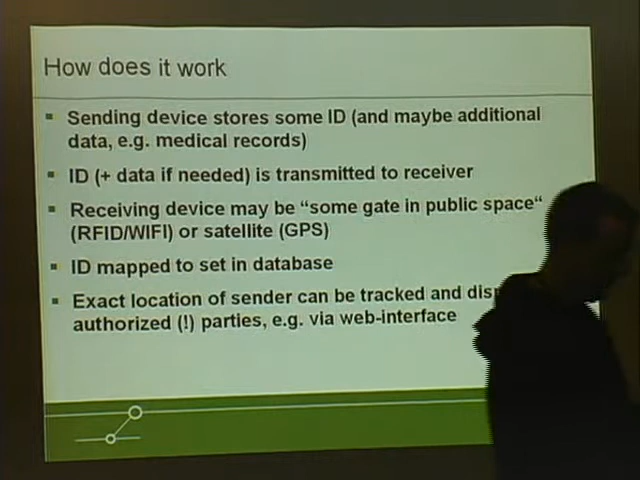 How does it work
Sending device stores some ID (and maybe additional
data, e.g. medical records)
ID (+ data if needed) is transmitted to receiver
Receiving device may be “some gate in public space“
(RFID/WIFI) or satellite (GPS)
ID mapped to set in database
Exact location of sender can be tracked and
authorized (!) parties, e.g. via web-interface